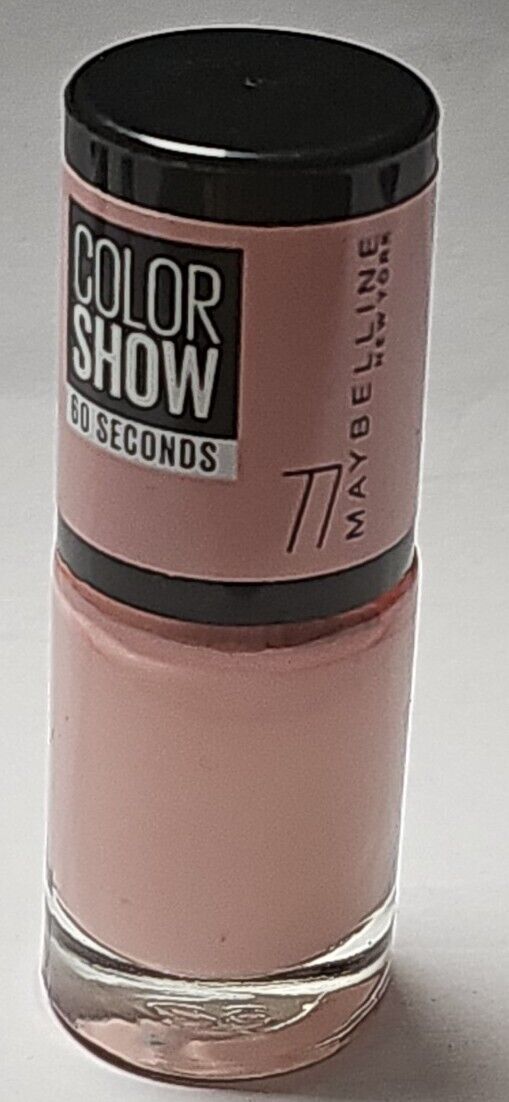 COLOR
SHOW
60 SECONDS
77
MAYBELLINE
NEW YORK